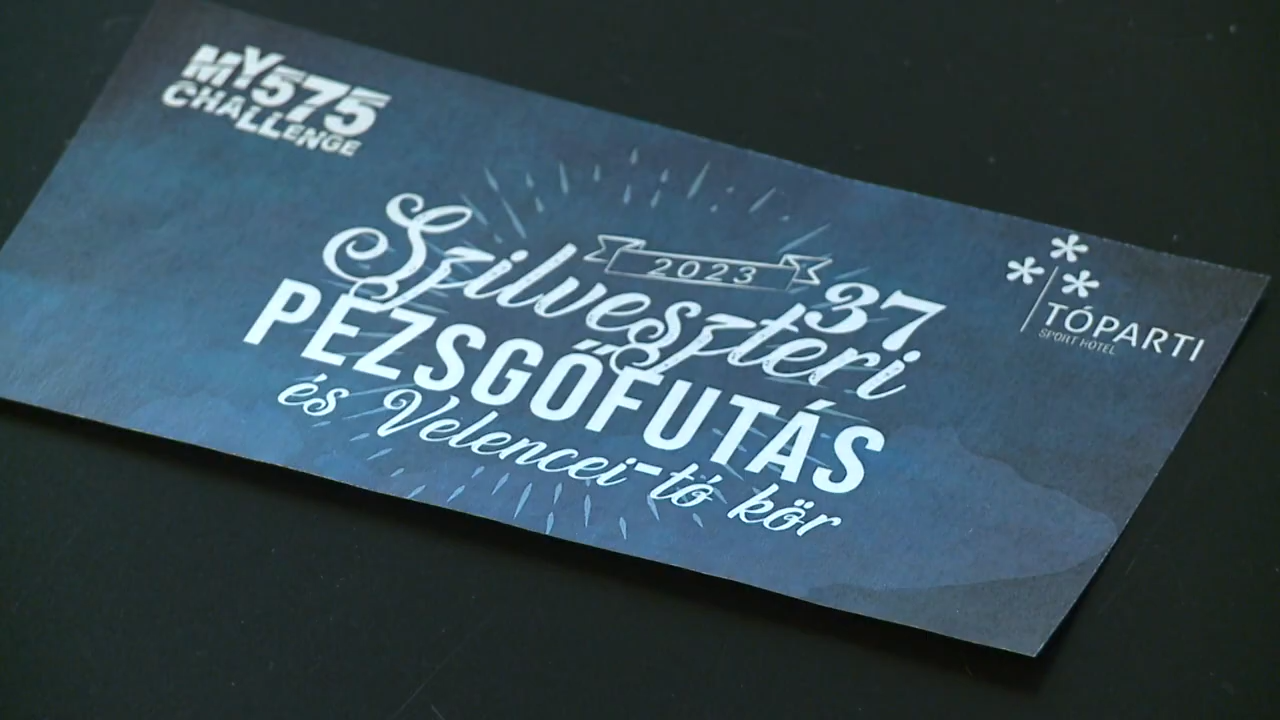 MY575
CHALLENGE
2023
Szilveszteri 37
PEZSGŐFUTÁS
és Velencei-tó kör
TÓPARTI
SPORT HOTEL